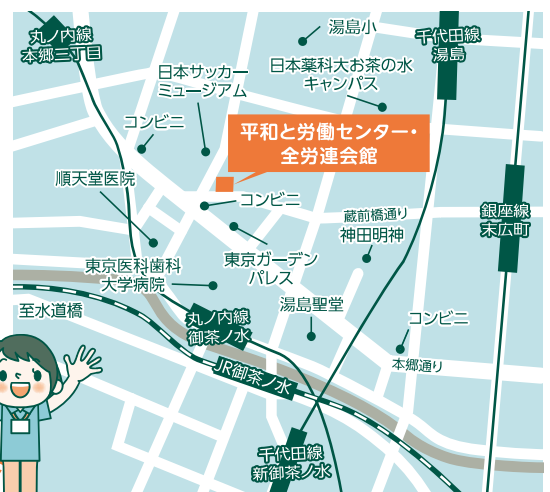 丸ノ内線
本郷三丁目
湯島小
千代田線
湯島
日本サッカー
ミュージアム
日本薬科大お茶の水
キャンパス
コンビニ
平和と労働センター・
全労連会館
順天堂医院
コンビニ
蔵前橋通り
神田明神
銀座線
末広町
東京ガーデン
パレス
東京医科歯科
大学病院
至水道橋
丸ノ内線
御茶ノ水
湯島聖堂
コンビニ
本郷通り
JR御茶ノ水
千代田線
新御茶ノ水